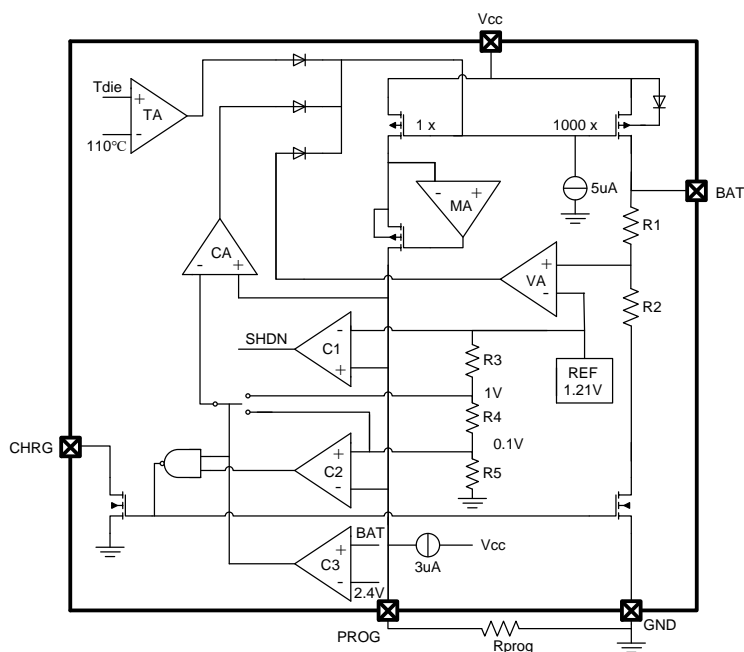 Vcc
Tdie
+
TA
-
110℃
1 x
1000 x
- +
MA
5uA
BAT
R1
CA
- +
+
VA
-
R2
SHDN
-
C1
+
R3
REF
1.21V
1V
R4
0.1V
CHRG
+
C2
-
R5
BAT
+
C3
-
2.4V
3uA
Vcc
PROG
Rprog
GND